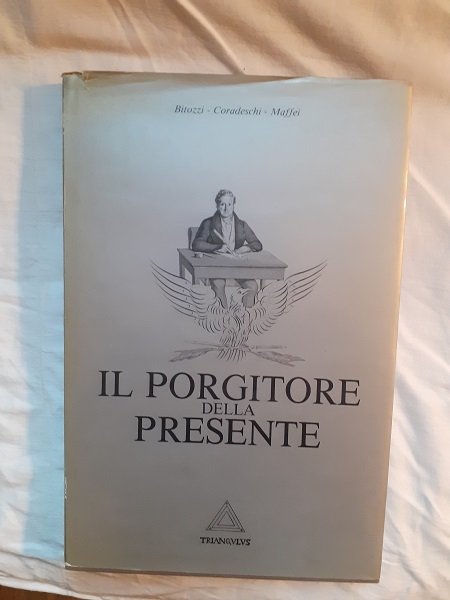 Bitozzi - Coradeschi - Maffei
IL PORGITORE
DELLA
PRESENTE
TRIANGVLVS